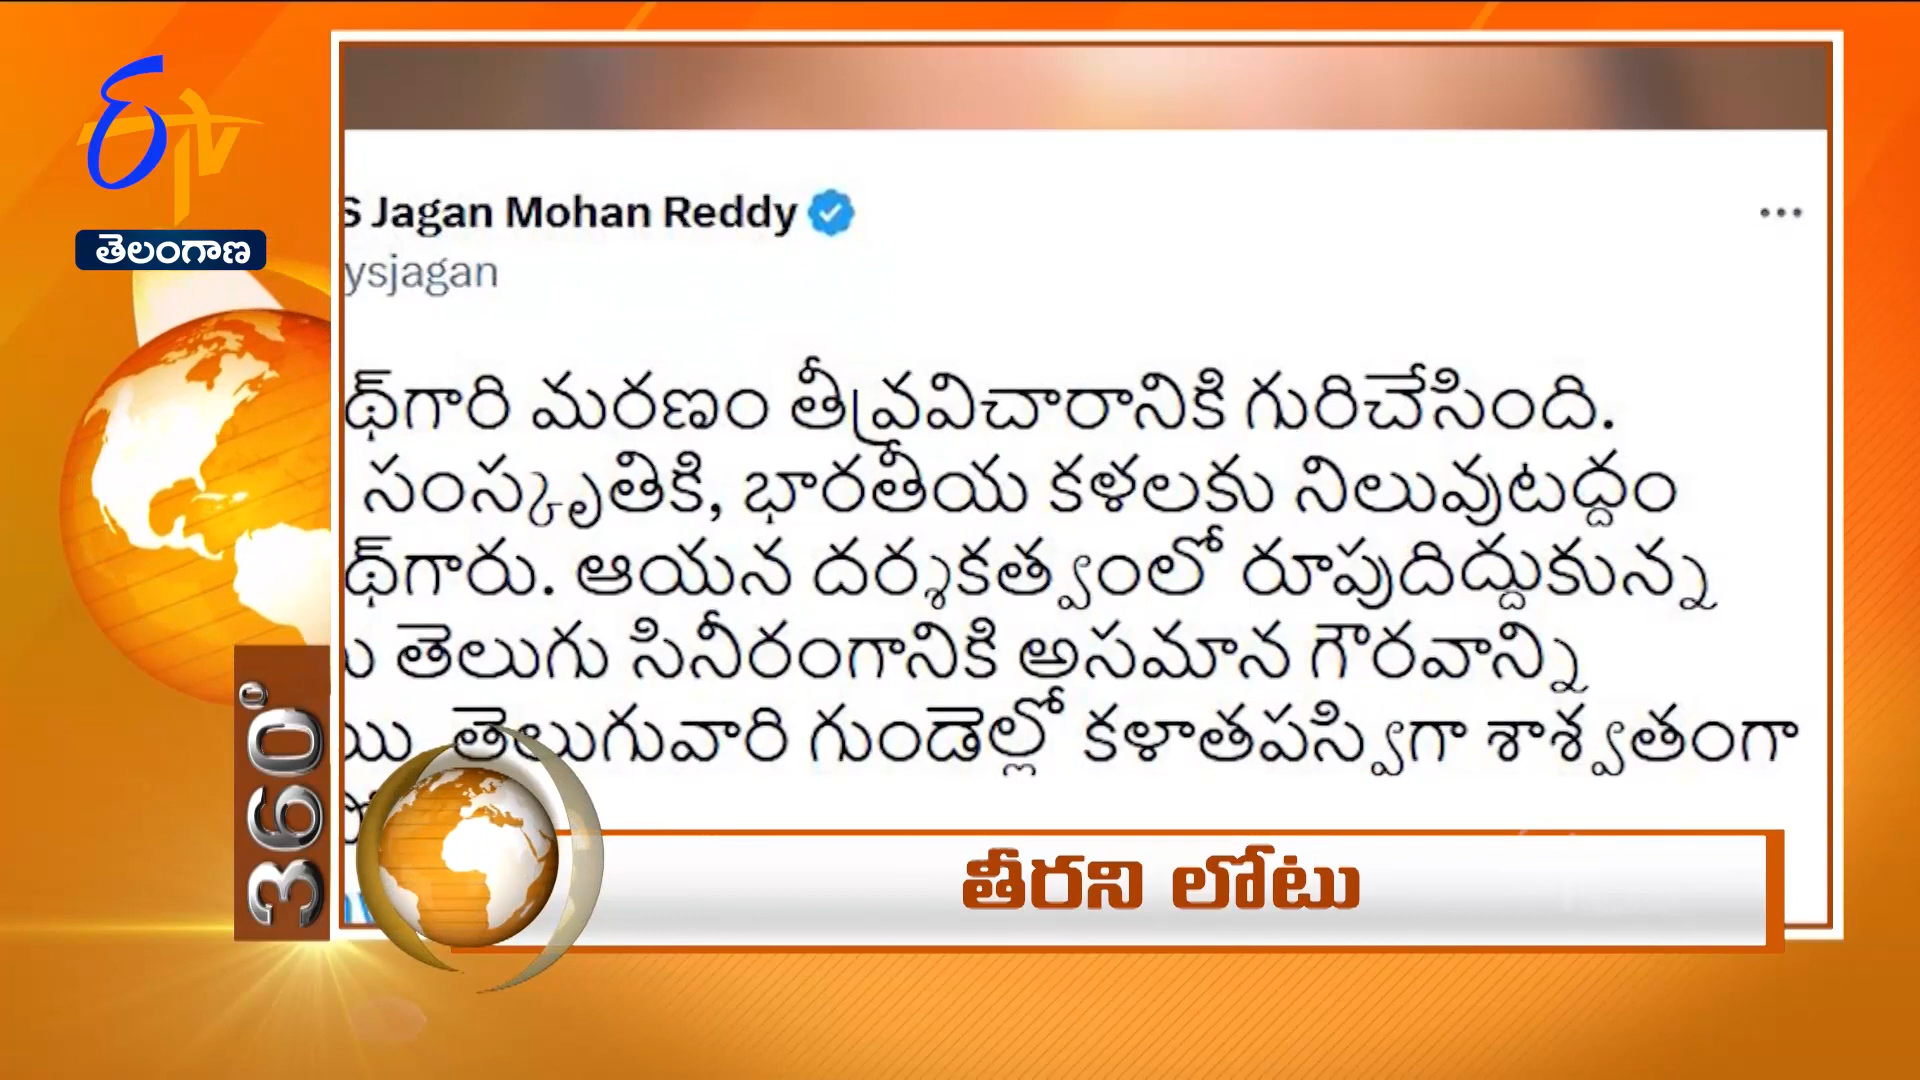 ETV
తెలంగాణ
S Jagan Mohan Reddy
ysjagan
థ్‌గారి మరణం తీవ్రవిచారానికి గురిచేసింది.
సంస్కృతికి, భారతీయ కళలకు నిలువుటద్దం
థ్‌గారు. ఆయన దర్శకత్వంలో రూపుదిద్దుకున్న
తెలుగు సినీరంగానికి అసమాన గౌరవాన్ని
తెలుగువారి గుండెల్లో కళాతపస్విగా శాశ్వతంగా
360°
తీరని లోటు